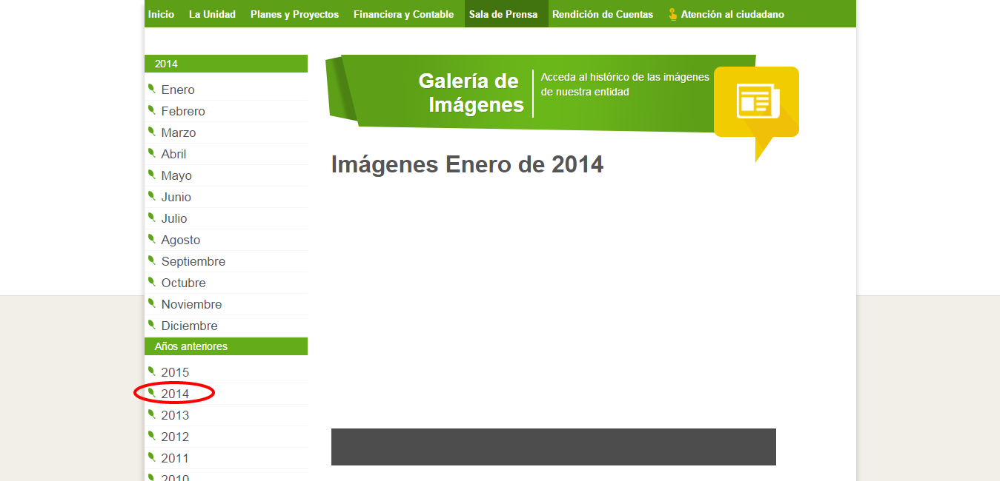 Inicio La Unidad Planes y Proyectos Financiera y Contable Sala de Prensa Rendición de Cuentas Atención al ciudadano
2014
Enero
Febrero
Marzo
Abril
Mayo
Junio
Julio
Agosto
Septiembre
Octubre
Noviembre
Diciembre
Años anteriores
2015
2014
2013
2012
2011
2010
Galería de
Imágenes
Acceda al histórico de las imágenes
de nuestra entidad
Imágenes Enero de 2014